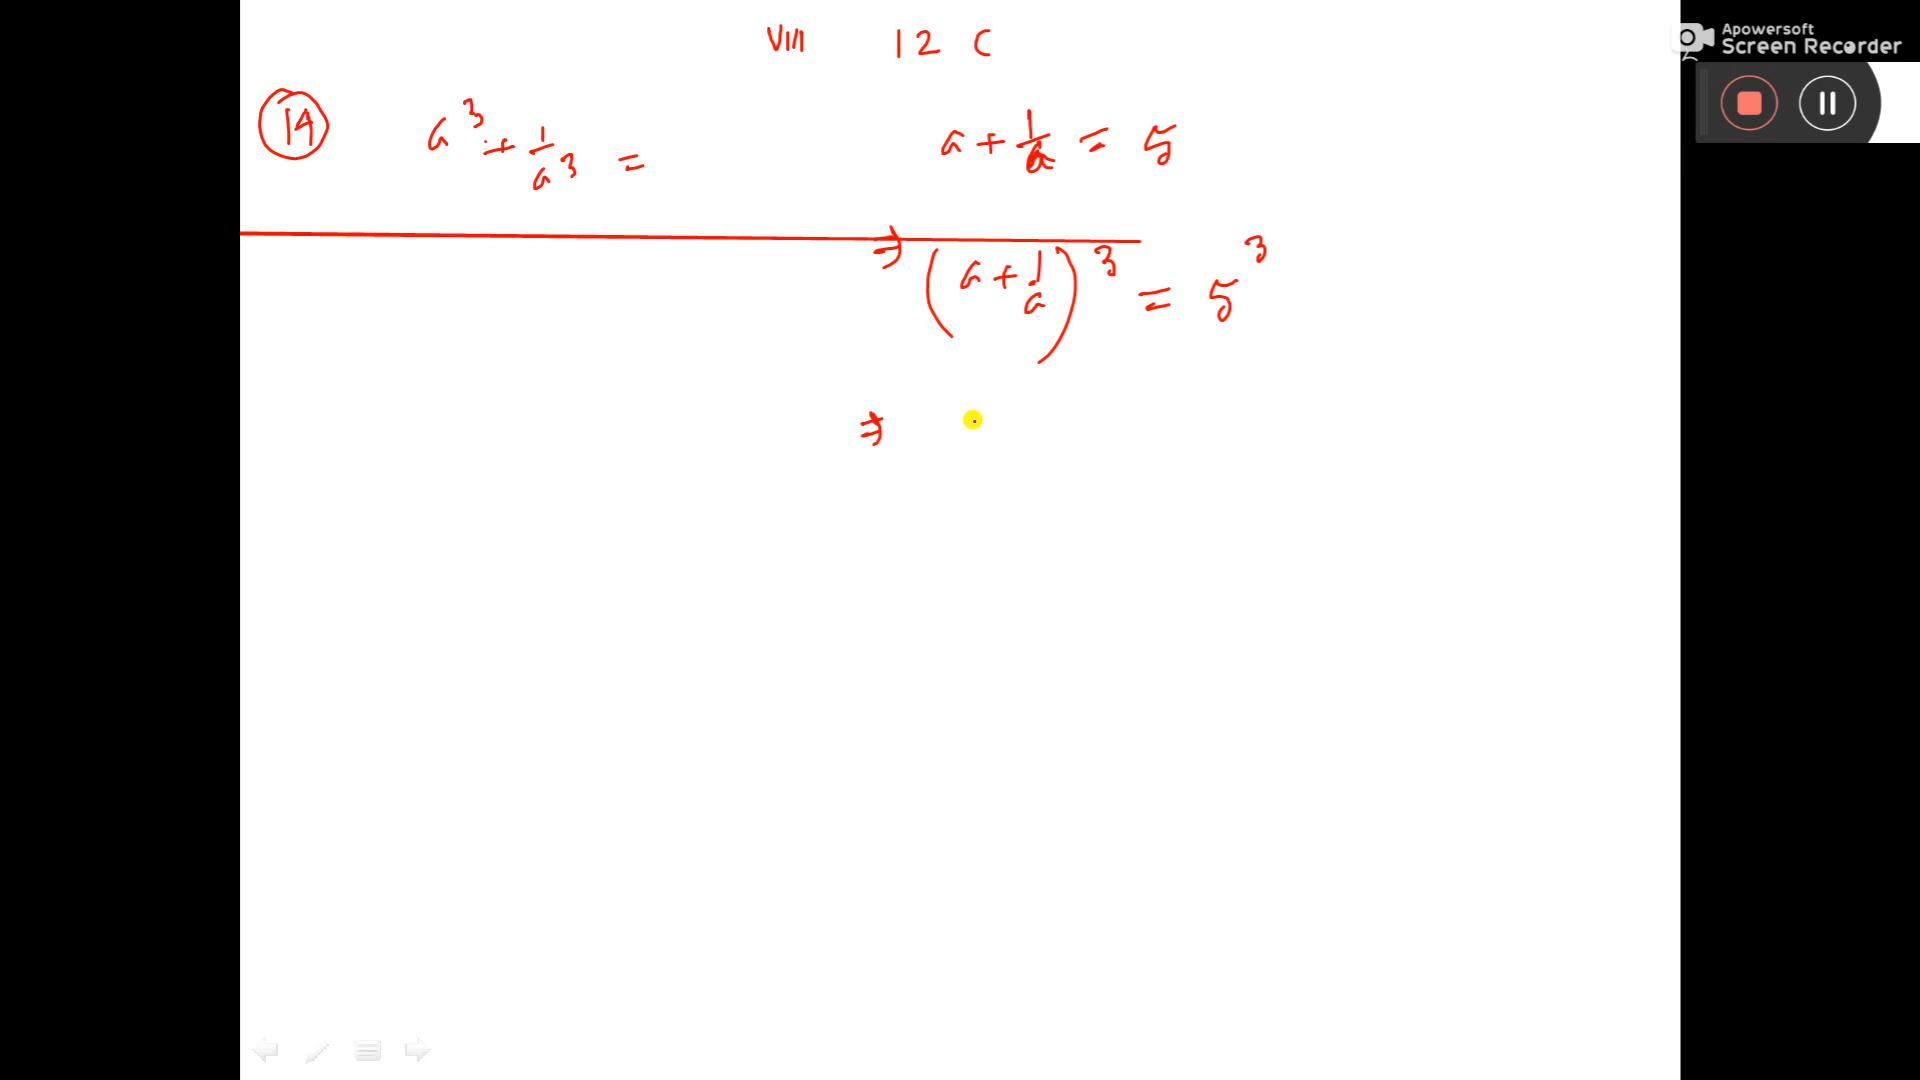 VIII 12 C
Apowersoft
Screen Recorder
14 a³ + 1/a³ = a + 1/a = 5
⇒ (a + 1/a)³ = 5³
⇒